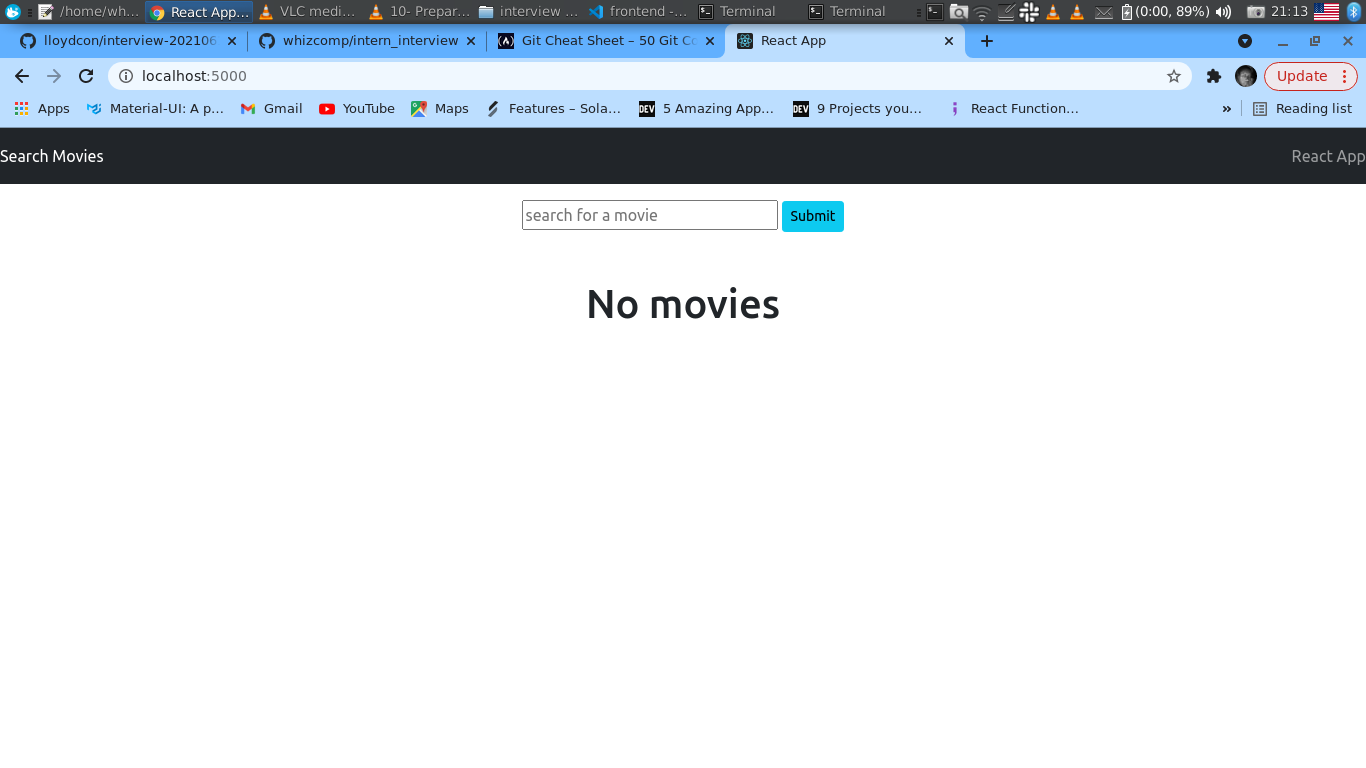 /home/wh... React App... VLC medi... 10- Prepar... interview ... frontend -... Terminal Terminal (0:00, 89%) 21:13
lloydcon/interview-202106 whizcomp/intern_interview Git Cheat Sheet – 50 Git Co React App
localhost:5000 Update
Apps Material-UI: A p... Gmail YouTube Maps Features – Sola... DEV 5 Amazing App... DEV 9 Projects you... React Function... » Reading list
Search Movies React App
search for a movie Submit
No movies